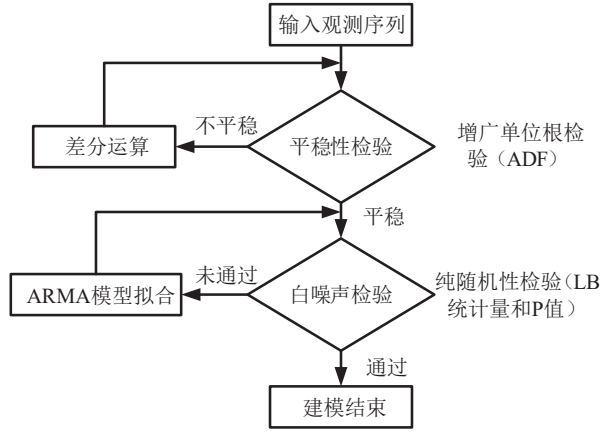 输入观测序列
不平稳
差分运算
平稳性检验
增广单位根检
验（ADF）
平稳
未通过
ARMA模型拟合
白噪声检验
纯随机性检验（LB
统计量和P值）
通过
建模结束